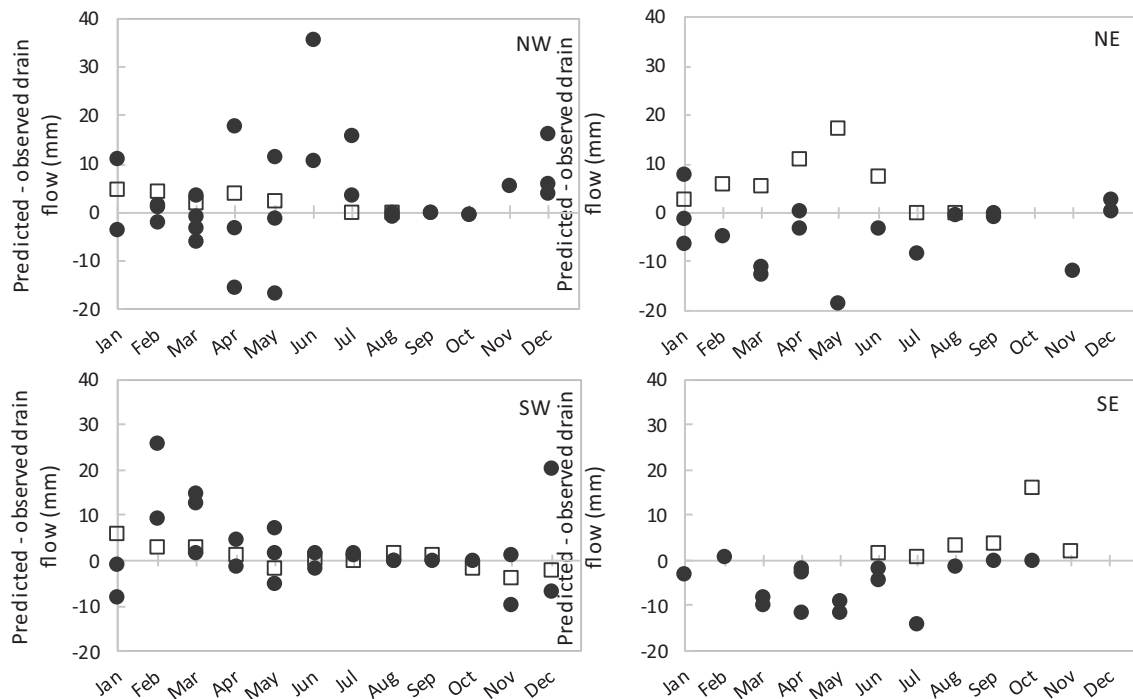 Predicted - observed drain
flow (mm)
40
30
20
10
0
-10
-20
NW
Jan
Feb
Mar
Apr
May
Jun
Jul
Aug
Sep
Oct
Nov
Dec
Predicted - observed drain
flow (mm)
40
30
20
10
0
-10
-20
NE
Jan
Feb
Mar
Apr
May
Jun
Jul
Aug
Sep
Oct
Nov
Dec
Predicted - observed drain
flow (mm)
40
30
20
10
0
-10
-20
SW
Jan
Feb
Mar
Apr
May
Jun
Jul
Aug
Sep
Oct
Nov
Dec
Predicted - observed drain
flow (mm)
40
30
20
10
0
-10
-20
SE
Jan
Feb
Mar
Apr
May
Jun
Jul
Aug
Sep
Oct
Nov
Dec